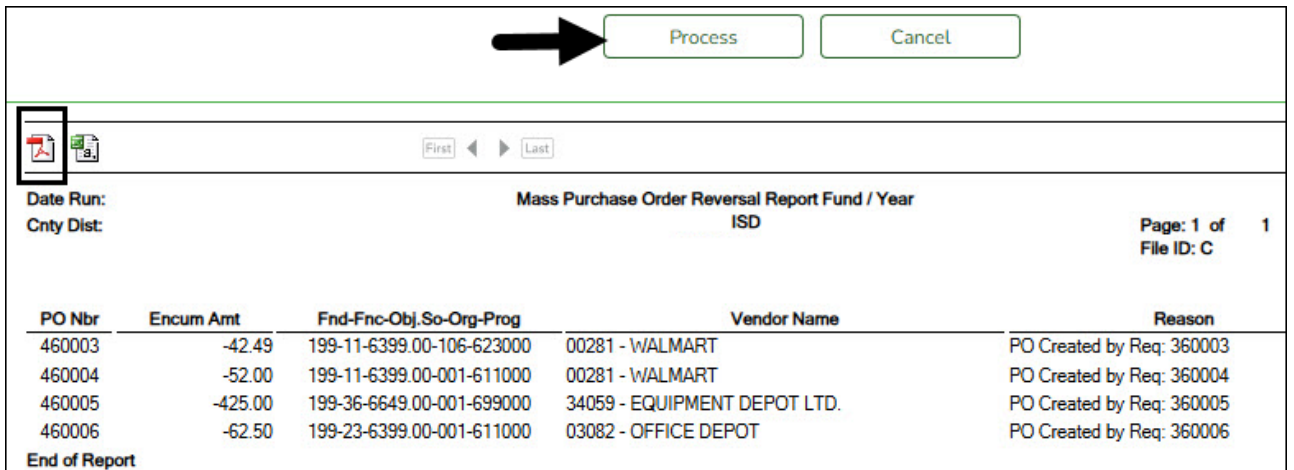 Process Cancel
a,
First Last
Date Run: Mass Purchase Order Reversal Report Fund / Year
Cnty Dist: ISD Page: 1 of 1
File ID: C
PO Nbr Encum Amt Fnd-Fnc-Obj.So-Org-Prog Vendor Name Reason
460003 -42.49 199-11-6399.00-106-623000 00281 - WALMART PO Created by Req: 360003
460004 -52.00 199-11-6399.00-001-611000 00281 - WALMART PO Created by Req: 360004
460005 -425.00 199-36-6649.00-001-699000 34059 - EQUIPMENT DEPOT LTD. PO Created by Req: 360005
460006 -62.50 199-23-6399.00-001-611000 03082 - OFFICE DEPOT PO Created by Req: 360006
End of Report